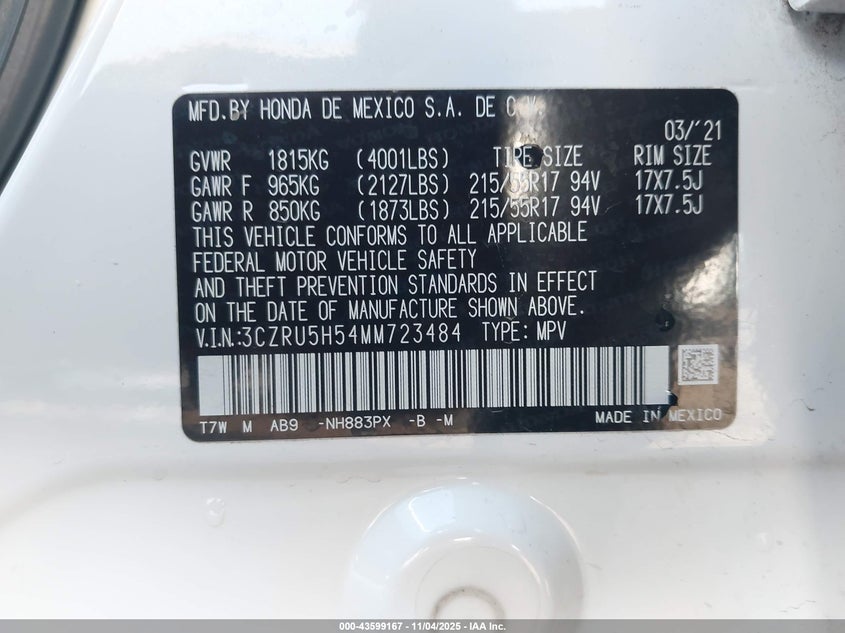 MFD.BY HONDA DE MEXICO S.A. DE C.V.
03/'21
GVWR 1815KG (4001LBS) TIRE SIZE RIM SIZE
GAWR F 965KG (2127LBS) 215/55R17 94V 17X7.5J
GAWR R 850KG (1873LBS) 215/55R17 94V 17X7.5J
THIS VEHICLE CONFORMS TO ALL APPLICABLE
FEDERAL MOTOR VEHICLE SAFETY
AND THEFT PREVENTION STANDARDS IN EFFECT
ON THE DATE OF MANUFACTURE SHOWN ABOVE.
V.I.N.:3CZRU5H54MM723484 TYPE: MPV
T7W M AB9 -NH883PX -B -M MADE IN MEXICO
000-43599167 - 11/04/2025 - IAA Inc.